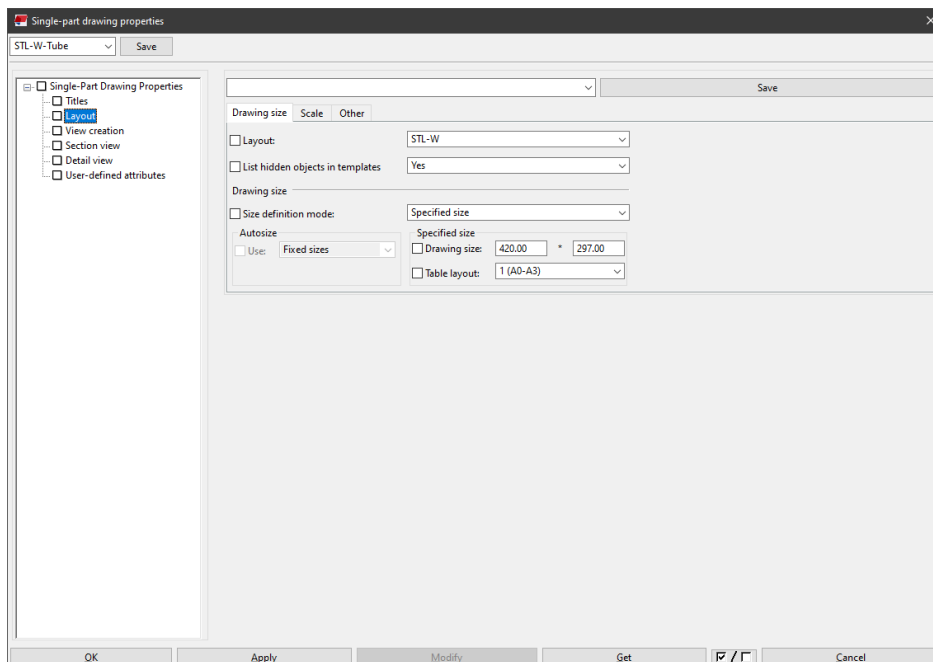 Single-part drawing properties
STL-W-Tube Save
Single-Part Drawing Properties
Titles
Layout
View creation
Section view
Detail view
User-defined attributes
Save
Drawing size Scale Other
Layout: STL-W
List hidden objects in templates Yes
Drawing size
Size definition mode: Specified size
Autosize
Use: Fixed sizes
Specified size
Drawing size: 420.00 * 297.00
Table layout: 1 (A0-A3)
OK Apply Modify Get / Cancel